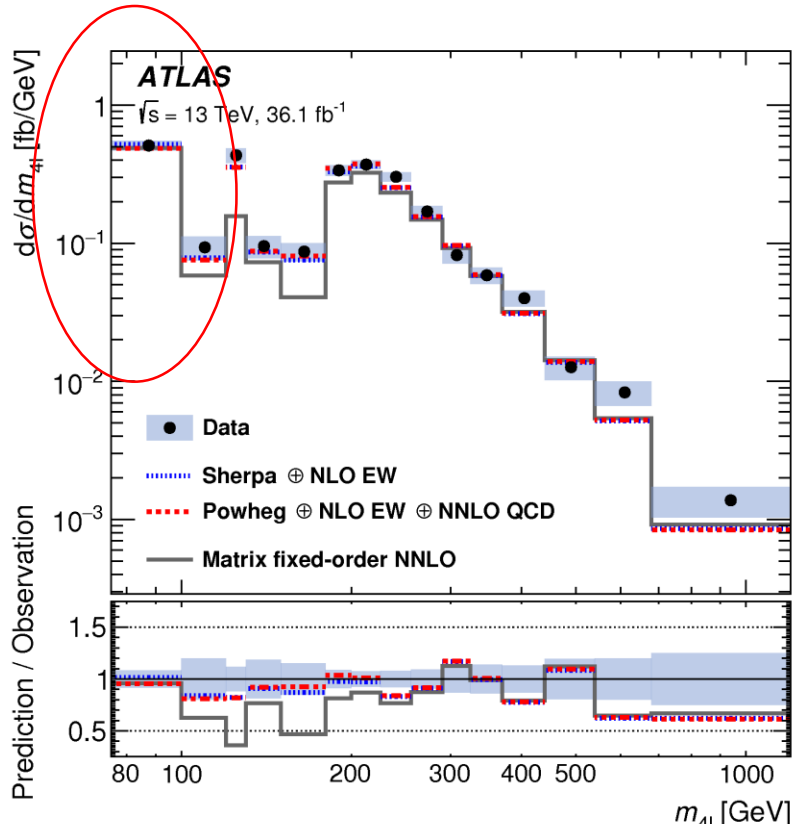 ATLAS
√s = 13 TeV, 36.1 fb⁻¹
dσ/dm₄ₗ [fb/GeV]
1
10⁻¹
10⁻²
10⁻³
Data
Sherpa ⊕ NLO EW
Powheg ⊕ NLO EW ⊕ NNLO QCD
Matrix fixed-order NNLO
Prediction / Observation
1.5
1
0.5
80 100 200 300 400 500 1000
m₄ₗ [GeV]